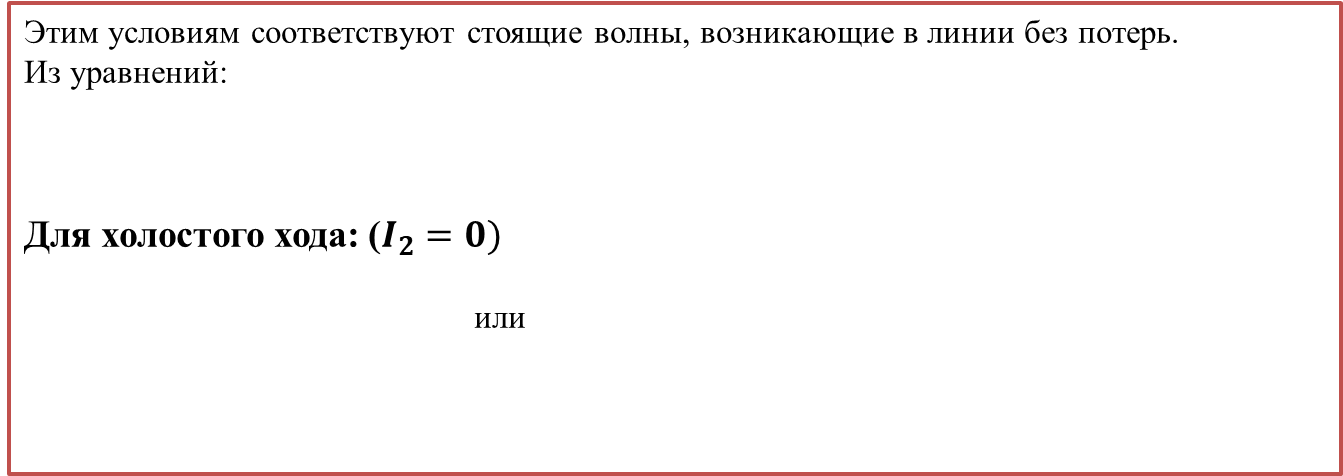 Этим условиям соответствуют стоящие волны, возникающие в линии без потерь.
Из уравнений:
Для холостого хода: (𝑰₂ = 𝟎)
или